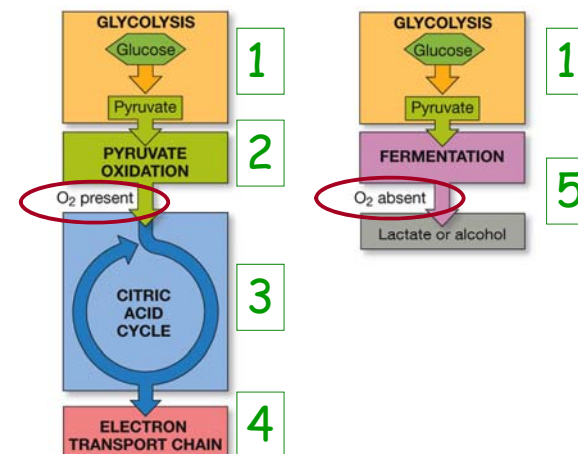 GLYCOLYSIS
Glucose
1
Pyruvate
2
PYRUVATE
OXIDATION
O₂ present
3
CITRIC
ACID
CYCLE
4
ELECTRON
TRANSPORT CHAIN
GLYCOLYSIS
Glucose
1
Pyruvate
FERMENTATION
5
O₂ absent
Lactate or alcohol